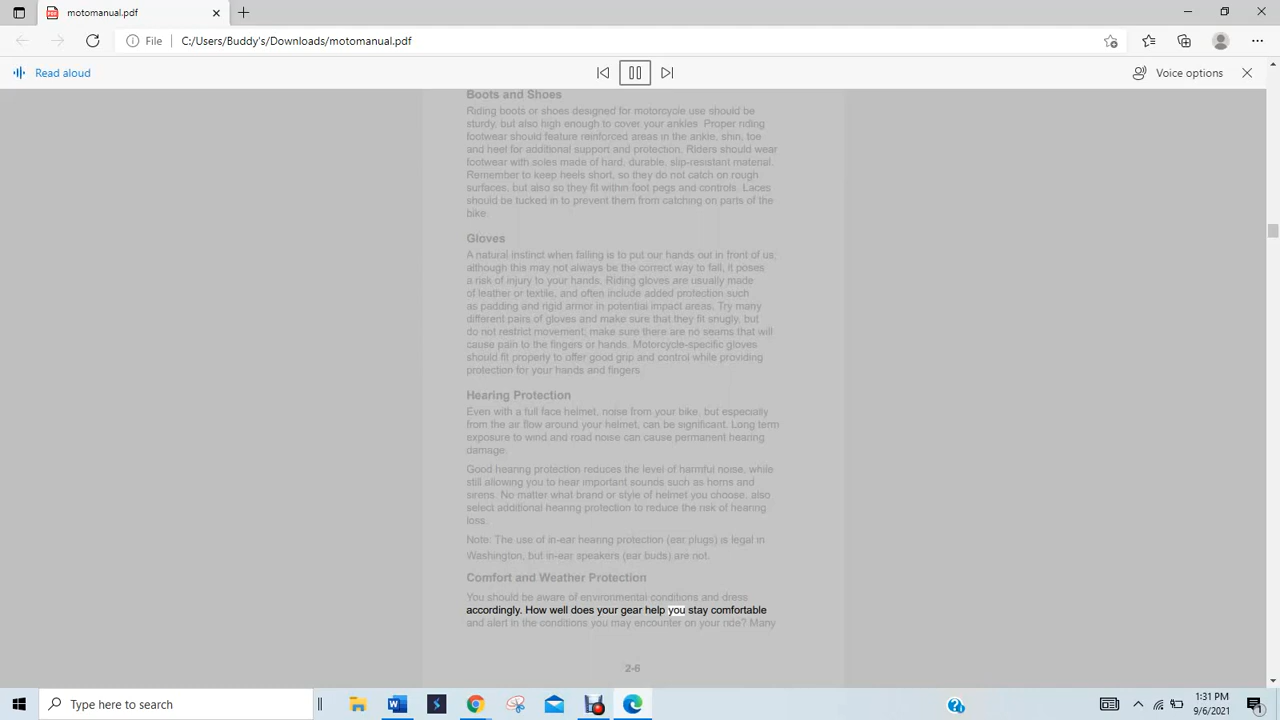 motomanual.pdf
File
C:/Users/Buddy's/Downloads/motomanual.pdf
Read aloud
Voice options
Boots and Shoes
Riding boots or shoes designed for motorcycle use should be
sturdy, but also high enough to cover your ankles. Proper riding
footwear should feature reinforced areas in the ankle, shin, toe
and heel for additional support and protection. Riders should wear
footwear with soles made of hard, durable, slip-resistant material.
Remember to keep heels short, so they do not catch on rough
surfaces, but also so they fit within foot pegs and controls. Laces
should be tucked in to prevent them from catching on parts of the
bike.
Gloves
A natural instinct when falling is to put our hands out in front of us;
although this may not always be the correct way to fall, it poses
a risk of injury to your hands. Riding gloves are usually made
of leather or textile, and often include added protection such
as padding and rigid armor in potential impact areas. Try many
different pairs of gloves and make sure that they fit snugly, but
do not restrict movement; make sure there are no seams that will
cause pain to the fingers or hands. Motorcycle-specific gloves
should fit properly to offer good grip and control while providing
protection for your hands and fingers.
Hearing Protection
Even with a full face helmet, noise from your bike, but especially
from the air flow around your helmet, can be significant. Long term
exposure to wind and road noise can cause permanent hearing
damage.
Good hearing protection reduces the level of harmful noise, while
still allowing you to hear important sounds such as horns and
sirens. No matter what brand or style of helmet you choose, also
select additional hearing protection to reduce the risk of hearing
loss.
Note: The use of in-ear hearing protection (ear plugs) is legal in
Washington, but in-ear speakers (ear buds) are not.
Comfort and Weather Protection
You should be aware of environmental conditions and dress
accordingly. How well does your gear help you stay comfortable
and alert in the conditions you may encounter on your ride? Many
2-6
Type here to search
1:31 PM
9/6/2021